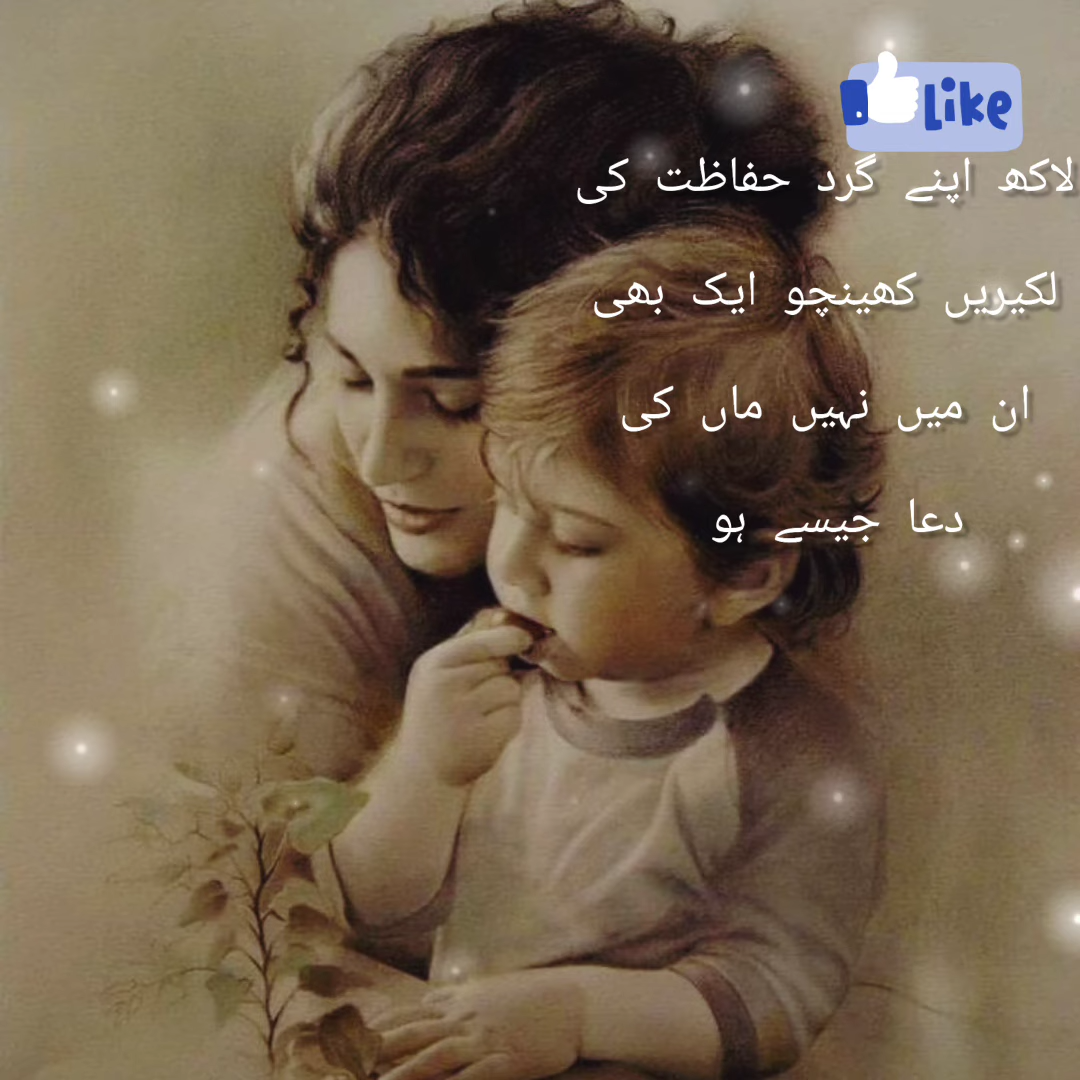 Like
لاکھ اپنے گرد حفاظت کی
لکیریں کھینچو ایک بھی
ان میں نہیں ماں کی
دعا جیسے ہو